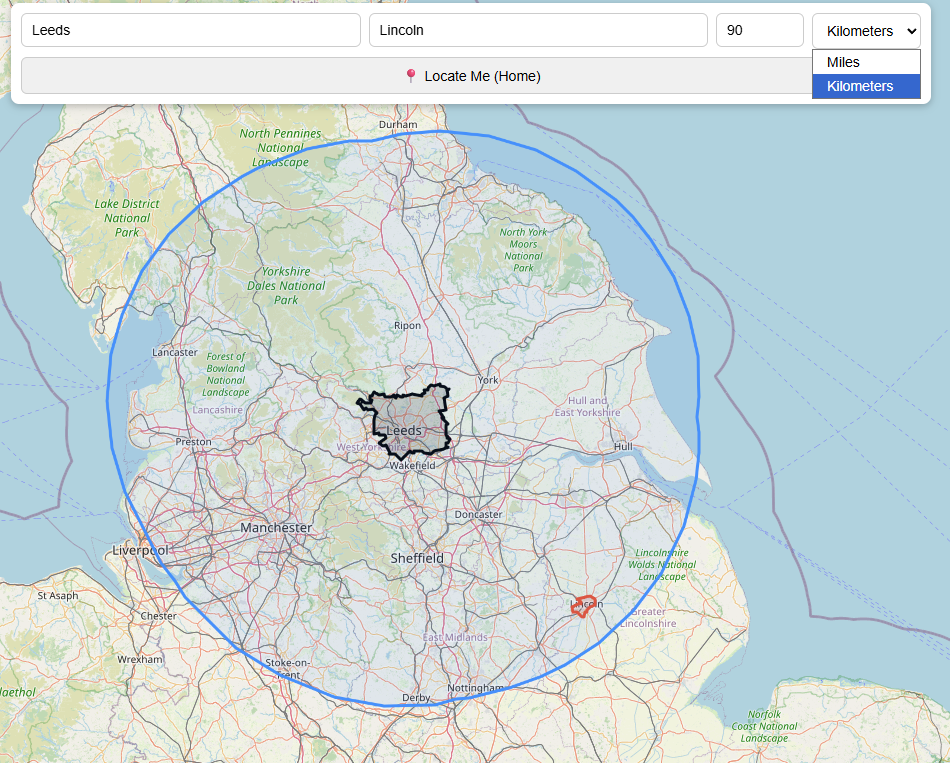 Leeds
Lincoln
90
Kilometers
Miles
Kilometers
📍 Locate Me (Home)
Durham
North Pennines
National
Landscape
Lake District
National
Park
North York
Moors
National
Park
Yorkshire
Dales National
Park
Ripon
Lancaster
Forest of
Bowland
National
Landscape
York
Lancashire
Hull and
East Yorkshire
Preston
Leeds
West Yorkshire
Hull
Wakefield
Doncaster
Manchester
Liverpool
Sheffield
Lincolnshire
Wolds National
Landscape
St Asaph
Lincoln
Chester
Greater
Lincolnshire
East Midlands
Wrexham
Stoke-on-
Trent
Nottingham
Derby
Norfolk
Coast National
Landscape